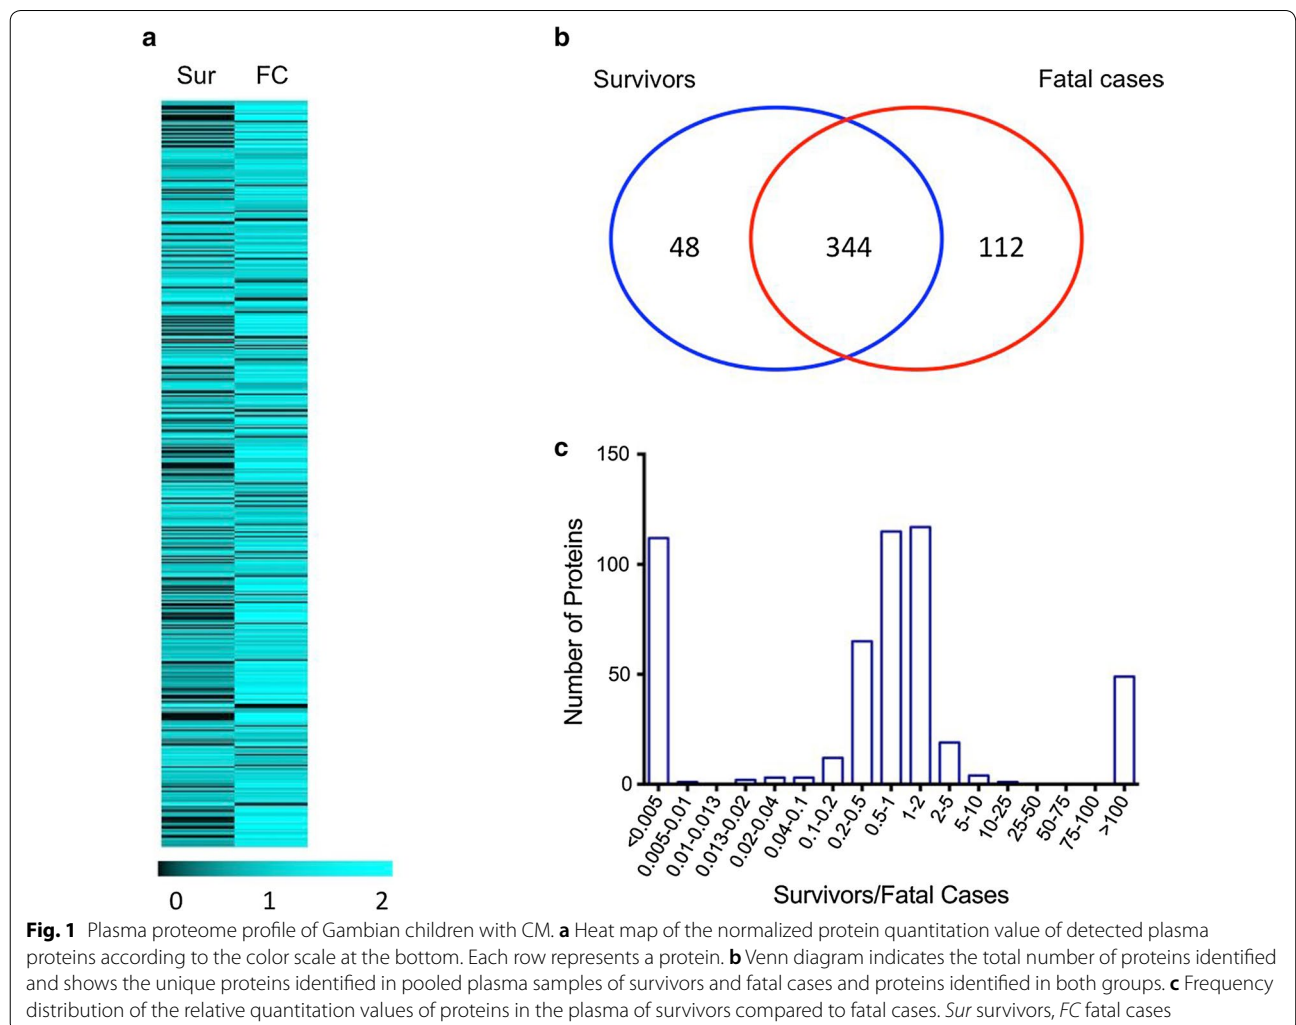 a
Sur FC
0 1 2
b
Survivors Fatal cases
48 344 112
c
150
100
50
0
Number of Proteins
<0.005
0.005-0.01
0.01-0.013
0.013-0.02
0.02-0.04
0.04-0.1
0.1-0.2
0.2-0.5
0.5-1
1-2
2-5
5-10
10-25
25-50
50-75
75-100
>100
Survivors/Fatal Cases
Fig. 1 Plasma proteome profile of Gambian children with CM. a Heat map of the normalized protein quantitation value of detected plasma
proteins according to the color scale at the bottom. Each row represents a protein. b Venn diagram indicates the total number of proteins identified
and shows the unique proteins identified in pooled plasma samples of survivors and fatal cases and proteins identified in both groups. c Frequency
distribution of the relative quantitation values of proteins in the plasma of survivors compared to fatal cases. Sur survivors, FC fatal cases